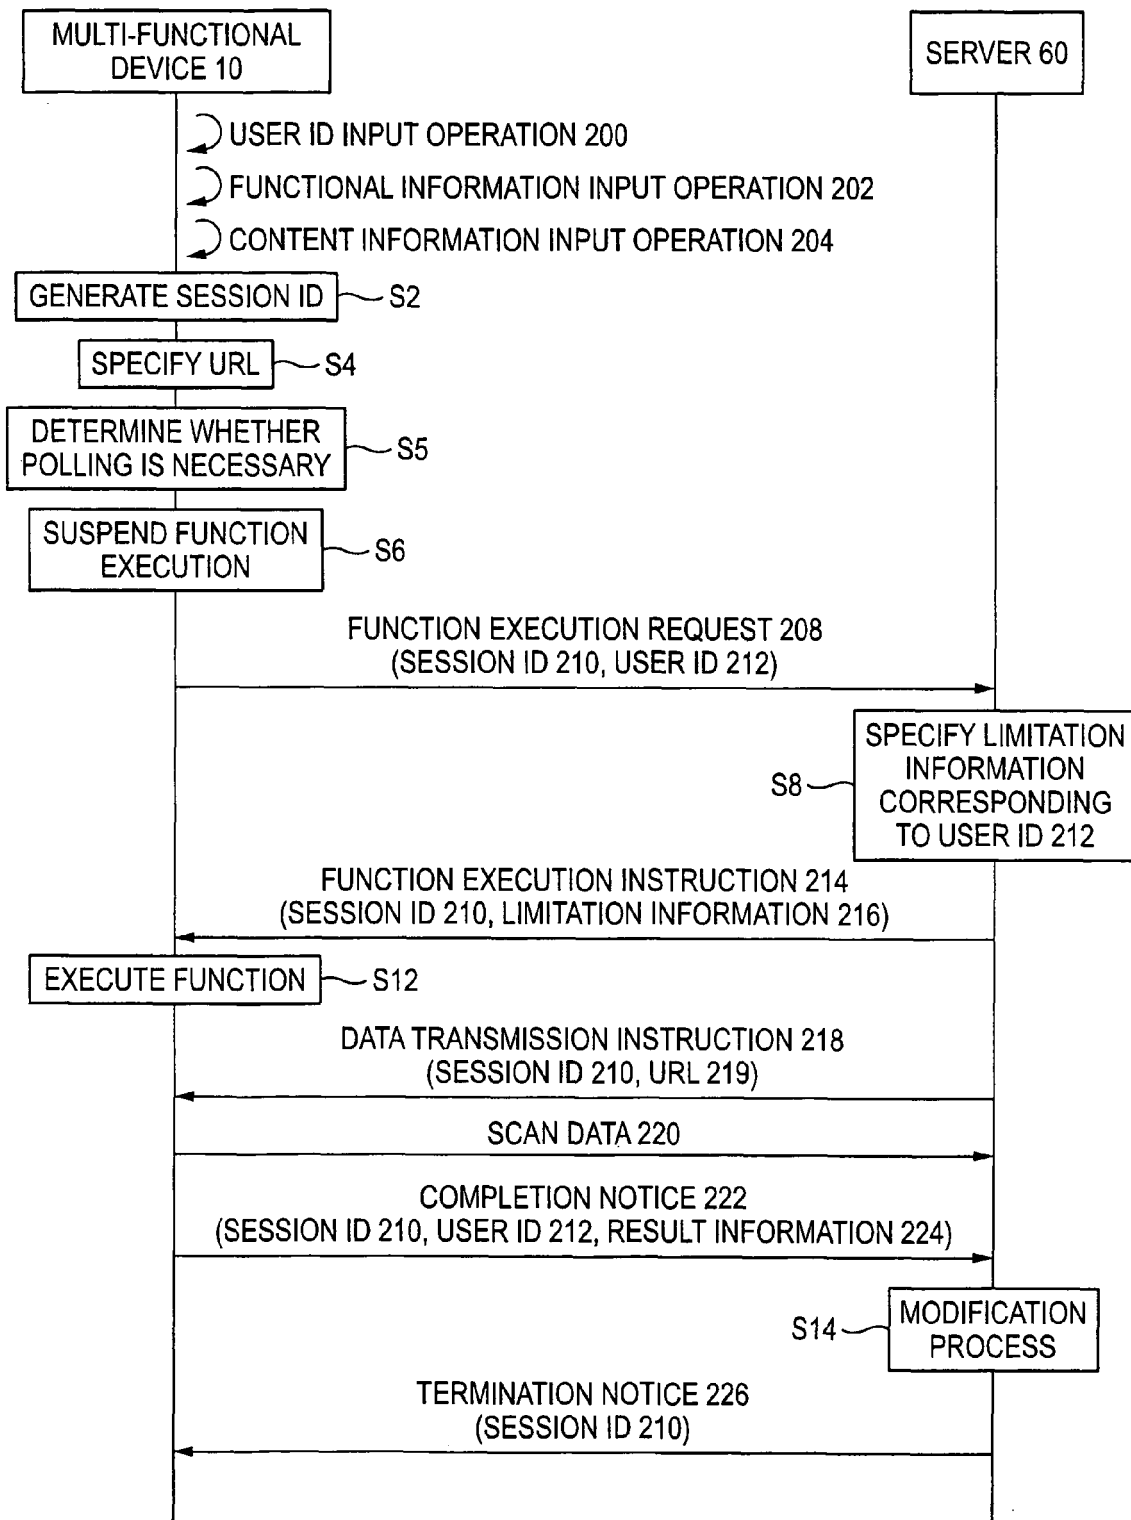 MULTI-FUNCTIONAL
DEVICE 10
SERVER 60
USER ID INPUT OPERATION 200
FUNCTIONAL INFORMATION INPUT OPERATION 202
CONTENT INFORMATION INPUT OPERATION 204
GENERATE SESSION ID
S2
SPECIFY URL
S4
DETERMINE WHETHER
POLLING IS NECESSARY
S5
SUSPEND FUNCTION
EXECUTION
S6
FUNCTION EXECUTION REQUEST 208
(SESSION ID 210, USER ID 212)
SPECIFY LIMITATION
INFORMATION
CORRESPONDING
TO USER ID 212
S8
FUNCTION EXECUTION INSTRUCTION 214
(SESSION ID 210, LIMITATION INFORMATION 216)
EXECUTE FUNCTION
S12
DATA TRANSMISSION INSTRUCTION 218
(SESSION ID 210, URL 219)
SCAN DATA 220
COMPLETION NOTICE 222
(SESSION ID 210, USER ID 212, RESULT INFORMATION 224)
MODIFICATION
PROCESS
S14
TERMINATION NOTICE 226
(SESSION ID 210)